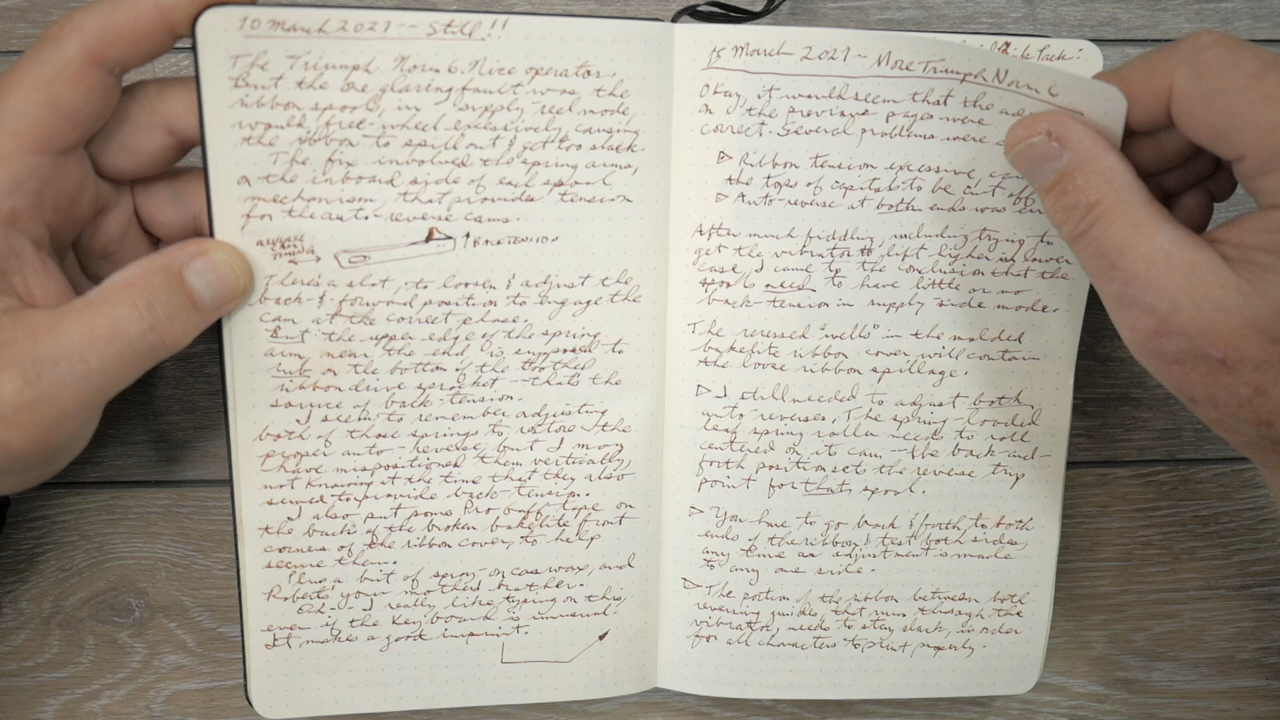 10 March 2021 -- Still!!
The Triumph Norm 6. Nice operator.
But the one glaring fault was the
ribbon spools, in "supply" reel mode,
would free-wheel excessively, causing
the ribbon to spill out & get too slack.
The fix involved the spring arms,
on the inboard side of each spool
mechanism, that provides tension
for the auto-reverse cams.
REVERSE
CAM
TIMING
↑ BACK TENSION
There's a slot, to loosen & adjust the
back-&-forward position to engage the
cam at the correct place.
But the upper edge of the spring
arm, near the end, is supposed to
rub on the bottom of the toothed
ribbon drive sprocket -- that's the
source of back-tension.
I seem to remember adjusting
both of those springs to restore the
proper auto-reverse; but I may
have mispositioned them vertically,
not knowing at the time that they also
served to provide back-tension.
I also put some Pro Gaff tape on
the back of the broken bakelite front
corners of the ribbon cover, to help
secure them.
Plus a bit of spray-on car wax, and
Robert's your mother's brother.
Oh -- I really like typing on this,
even if the keyboard is unusual.
It makes a good imprint.
Tack!
15 March 2021 -- More Triumph Norm 6
Okay, it would seem that the
on the previous pages were
correct. Several problems were
▷ Ribbon tension excessive,
the tops of capitals to be cut off
▷ Auto-reverse at both ends was
After much fiddling, including trying to
get the vibrator to lift higher in lower
case, I came to the conclusion that the
spools need to have little or no
back-tension in supply side mode.
The recessed "wells" in the molded
bakelite ribbon cover will contain
the loose ribbon spillage.
▷ I still needed to adjust both
auto-reverses. The spring-loaded
leaf spring roller needs to roll
centered on its cam -- the back-and-
forth position sets the reverse trip
point for that spool.
▷ You have to go back & forth, to both
ends of the ribbon & test both sides,
any time an adjustment is made
to any one side.
▷ The portion of the ribbon between both
reversing guides, that runs through the
vibrator, needs to stay slack, in order
for all characters to print properly.